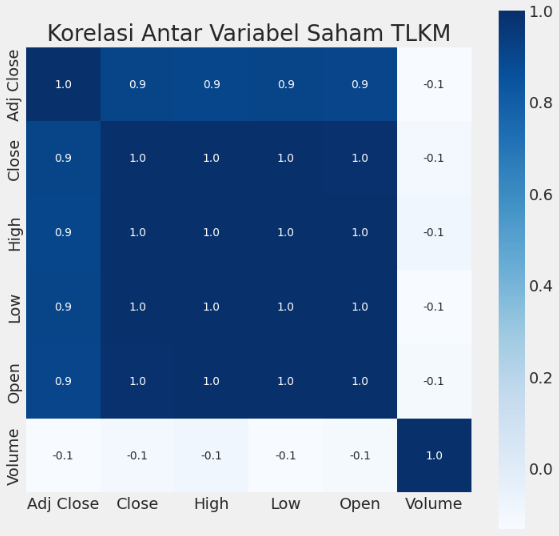 Korelasi Antar Variabel Saham TLKM
Adj Close 1.0 0.9 0.9 0.9 0.9 -0.1
Close 0.9 1.0 1.0 1.0 1.0 -0.1
High 0.9 1.0 1.0 1.0 1.0 -0.1
Low 0.9 1.0 1.0 1.0 1.0 -0.1
Open 0.9 1.0 1.0 1.0 1.0 -0.1
Volume -0.1 -0.1 -0.1 -0.1 -0.1 1.0
Adj Close Close High Low Open Volume
1.0
0.8
0.6
0.4
0.2
0.0